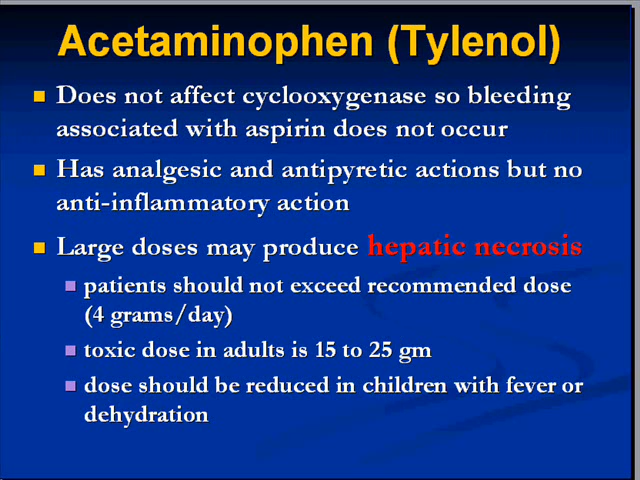 Acetaminophen (Tylenol)
Does not affect cyclooxygenase so bleeding
associated with aspirin does not occur
Has analgesic and antipyretic actions but no
anti-inflammatory action
Large doses may produce hepatic necrosis
patients should not exceed recommended dose
(4 grams/day)
toxic dose in adults is 15 to 25 gm
dose should be reduced in children with fever or
dehydration